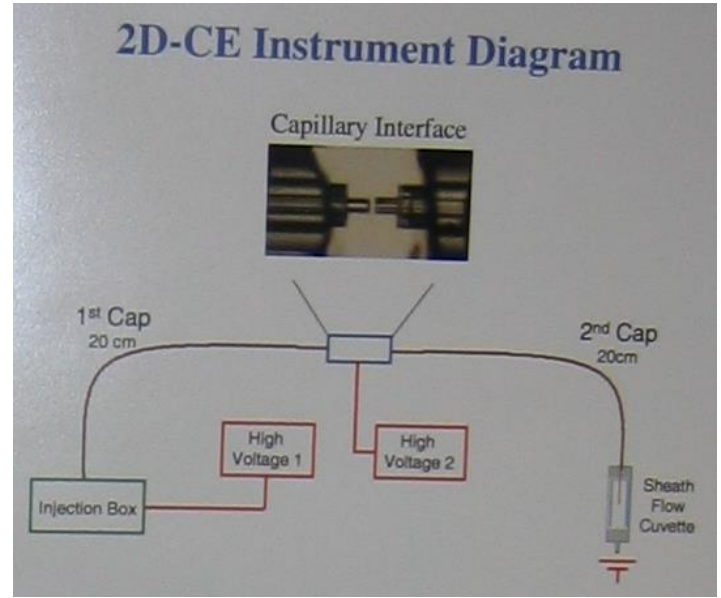 2D-CE Instrument Diagram
Capillary Interface
1st Cap
20 cm
2nd Cap
20cm
High
Voltage 1
High
Voltage 2
Injection Box
Sheath
Flow
Cuvette